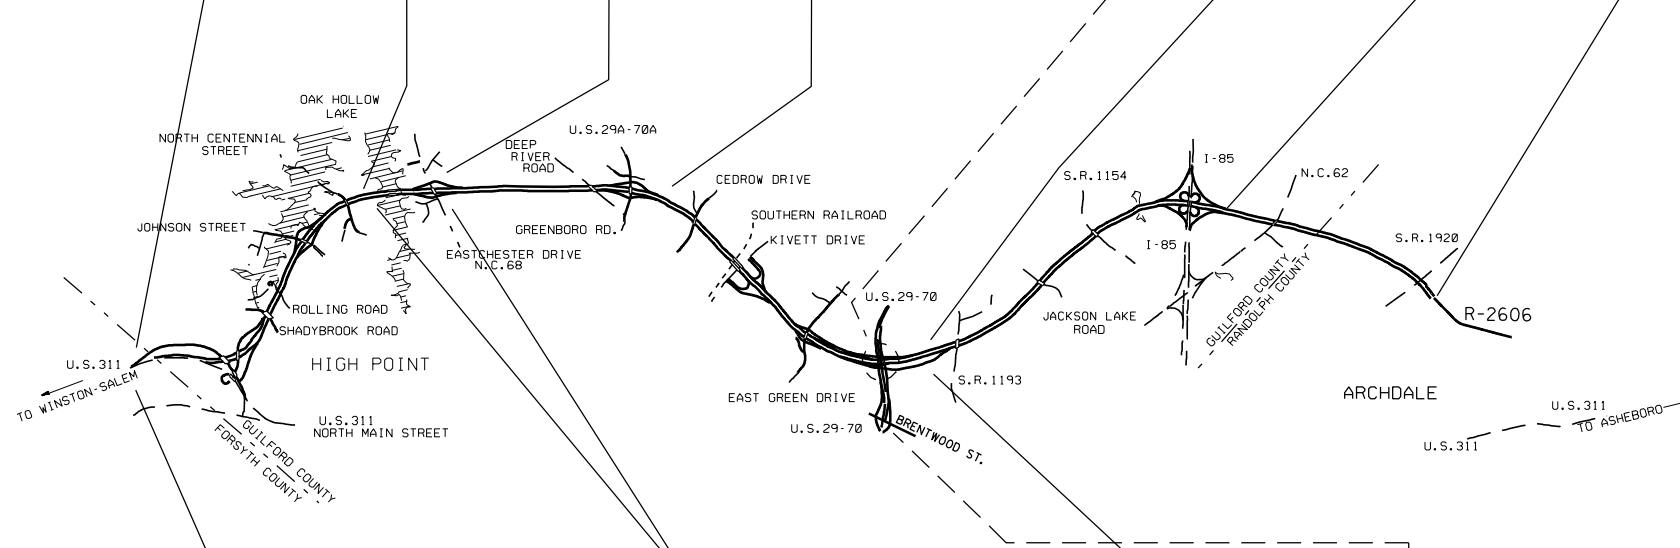 OAK HOLLOW
LAKE
NORTH CENTENNIAL
STREET
DEEP
RIVER
ROAD
U.S.29A-70A
CEDROW DRIVE
SOUTHERN RAILROAD
KIVETT DRIVE
JOHNSON STREET
GREENBORO RD.
EASTCHESTER DRIVE
N.C.68
ROLLING ROAD
SHADYBROOK ROAD
HIGH POINT
U.S.311
TO WINSTON-SALEM
U.S.311
NORTH MAIN STREET
GUILFORD COUNTY
FORSYTH COUNTY
U.S.29-70
EAST GREEN DRIVE
U.S.29-70
BRENTWOOD ST.
S.R.1193
JACKSON LAKE
ROAD
S.R.1154
I-85
I-85
N.C.62
GUILFORD COUNTY
RANDOLPH COUNTY
S.R.1920
R-2606
ARCHDALE
U.S.311
TO ASHEBORO
U.S.311